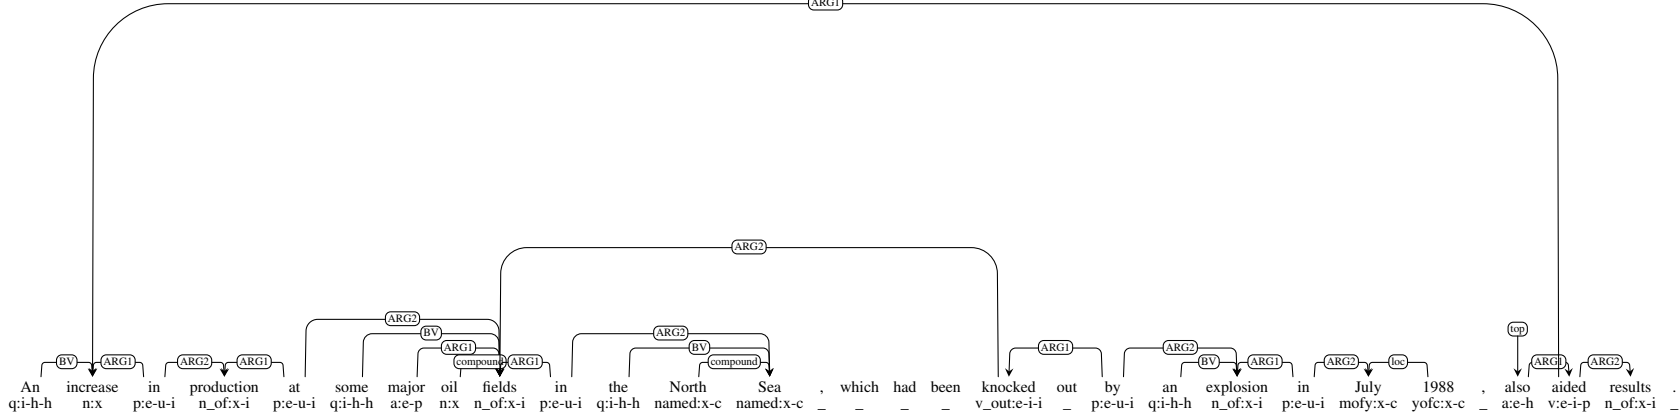 ARG1
ARG2
ARG2
BV
ARG2
top
ARG1
BV
ARG1
ARG2
BV ARG1 ARG2 ARG1 compound ARG1 compound BV ARG1 ARG2 loc ARG1 ARG2
An increase in production at some major oil fields in the North Sea , which had been knocked out by an explosion in July 1988 , also aided results .
q:i-h-h n:x p:e-u-i n_of:x-i p:e-u-i q:i-h-h a:e-p n:x n_of:x-i p:e-u-i q:i-h-h named:x-c named:x-c _ _ _ _ v_out:e-i-i _ p:e-u-i q:i-h-h n_of:x-i p:e-u-i mofy:x-c yofc:x-c _ a:e-h v:e-i-p n_of:x-i _